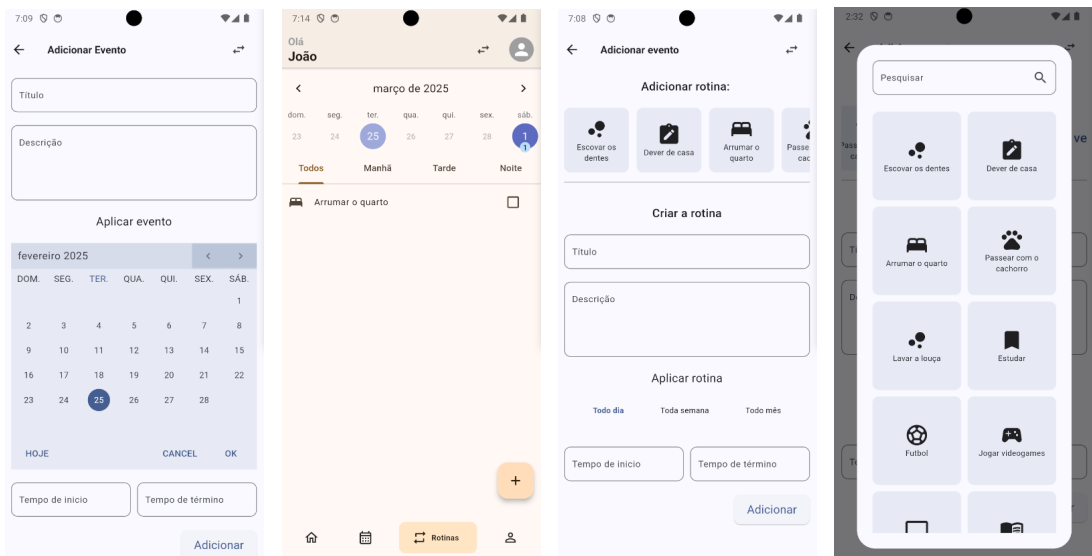 7:09
Adicionar Evento
Título
Descrição
Aplicar evento
fevereiro 2025
DOM. SEG. TER. QUA. QUI. SEX. SÁB.
1
2 3 4 5 6 7 8
9 10 11 12 13 14 15
16 17 18 19 20 21 22
23 24 25 26 27 28
HOJE CANCEL OK
Tempo de inicio Tempo de término
Adicionar
7:14
Olá
João
março de 2025
dom. seg. ter. qua. qui. sex. sáb.
23 24 25 26 27 28 1
1
Todos Manhã Tarde Noite
Arrumar o quarto
+
Rotinas
7:08
Adicionar evento
Adicionar rotina:
Escovar os dentes
Dever de casa
Arrumar o quarto
Passe
cac
Criar a rotina
Título
Descrição
Aplicar rotina
Todo dia Toda semana Todo mês
Tempo de inicio Tempo de término
Adicionar
2:32
Pesquisar
Escovar os dentes
Dever de casa
Arrumar o quarto
Passear com o
cachorro
Lavar a louça
Estudar
Futbol
Jogar videogames